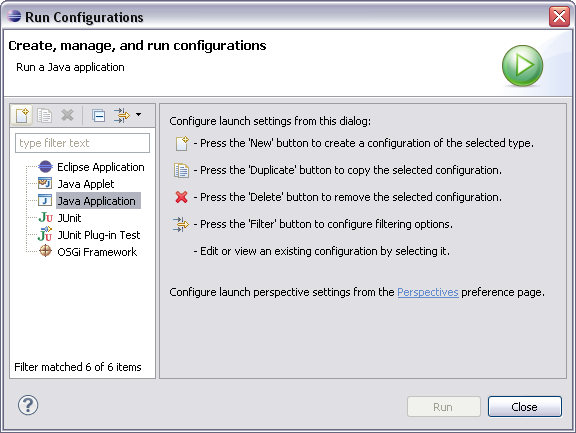 Run Configurations
Create, manage, and run configurations
Run a Java application
type filter text
Eclipse Application
Java Applet
Java Application
JUnit
JUnit Plug-in Test
OSGi Framework
Filter matched 6 of 6 items
Configure launch settings from this dialog:
- Press the 'New' button to create a configuration of the selected type.
- Press the 'Duplicate' button to copy the selected configuration.
- Press the 'Delete' button to remove the selected configuration.
- Press the 'Filter' button to configure filtering options.
- Edit or view an existing configuration by selecting it.
Configure launch perspective settings from the Perspectives preference page.
Run
Close